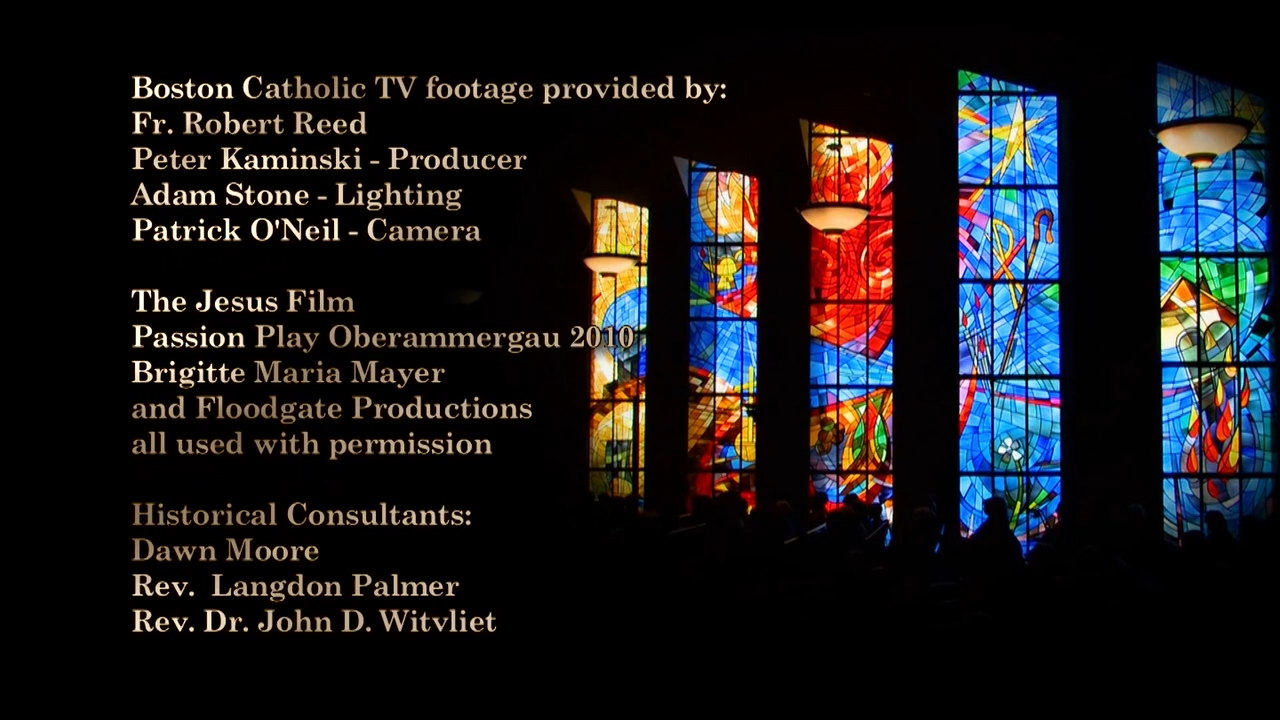 Boston Catholic TV footage provided by:
Fr. Robert Reed
Peter Kaminski - Producer
Adam Stone - Lighting
Patrick O'Neil - Camera
The Jesus Film
Passion Play Oberammergau 2010
Brigitte Maria Mayer
and Floodgate Productions
all used with permission
Historical Consultants:
Dawn Moore
Rev.  Langdon Palmer
Rev. Dr. John D. Witvliet